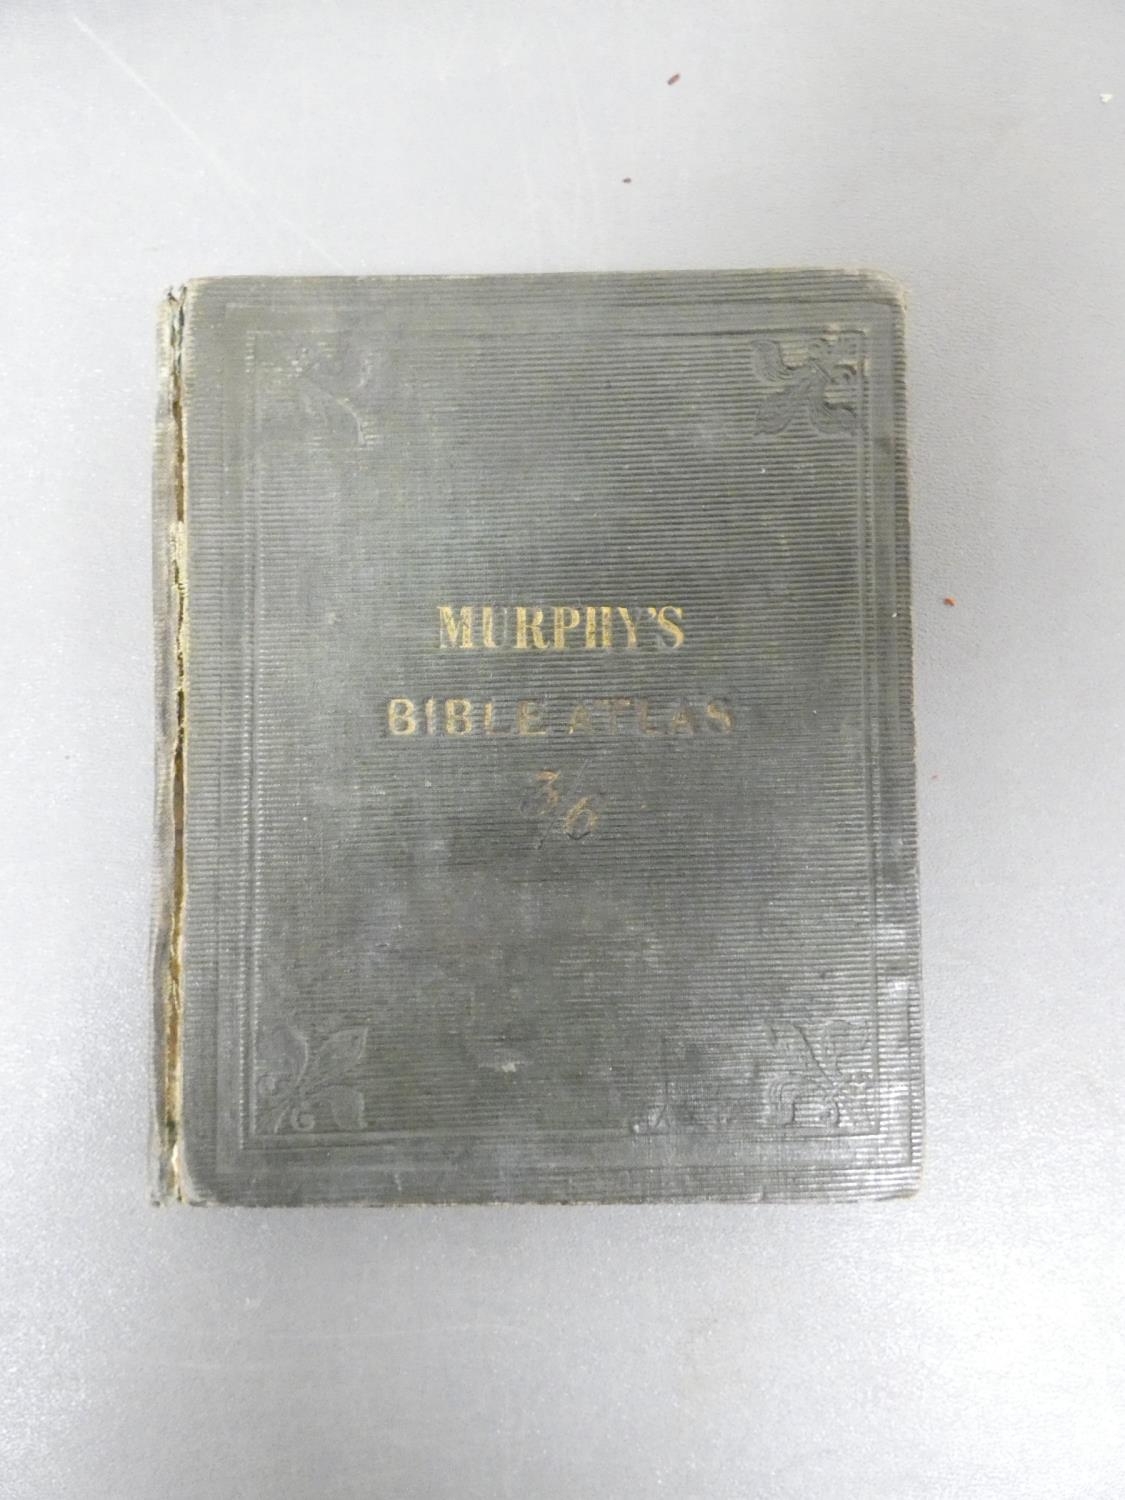 MURPHY'S
BIBLE ATLAS
3/6